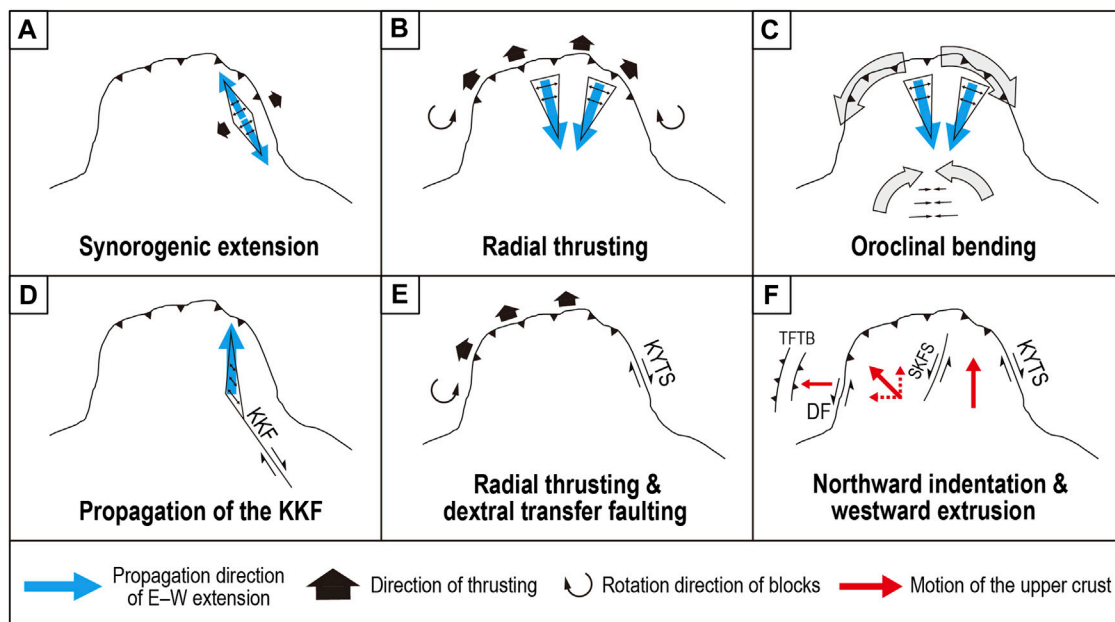 A
Synorogenic extension
B
Radial thrusting
C
Oroclinal bending
D
KKF
Propagation of the KKF
E
KYTS
Radial thrusting &
dextral transfer faulting
F
TFTB
DF
SKFS
KYTS
Northward indentation &
westward extrusion
Propagation direction
of E–W extension
Direction of thrusting
Rotation direction of blocks
Motion of the upper crust